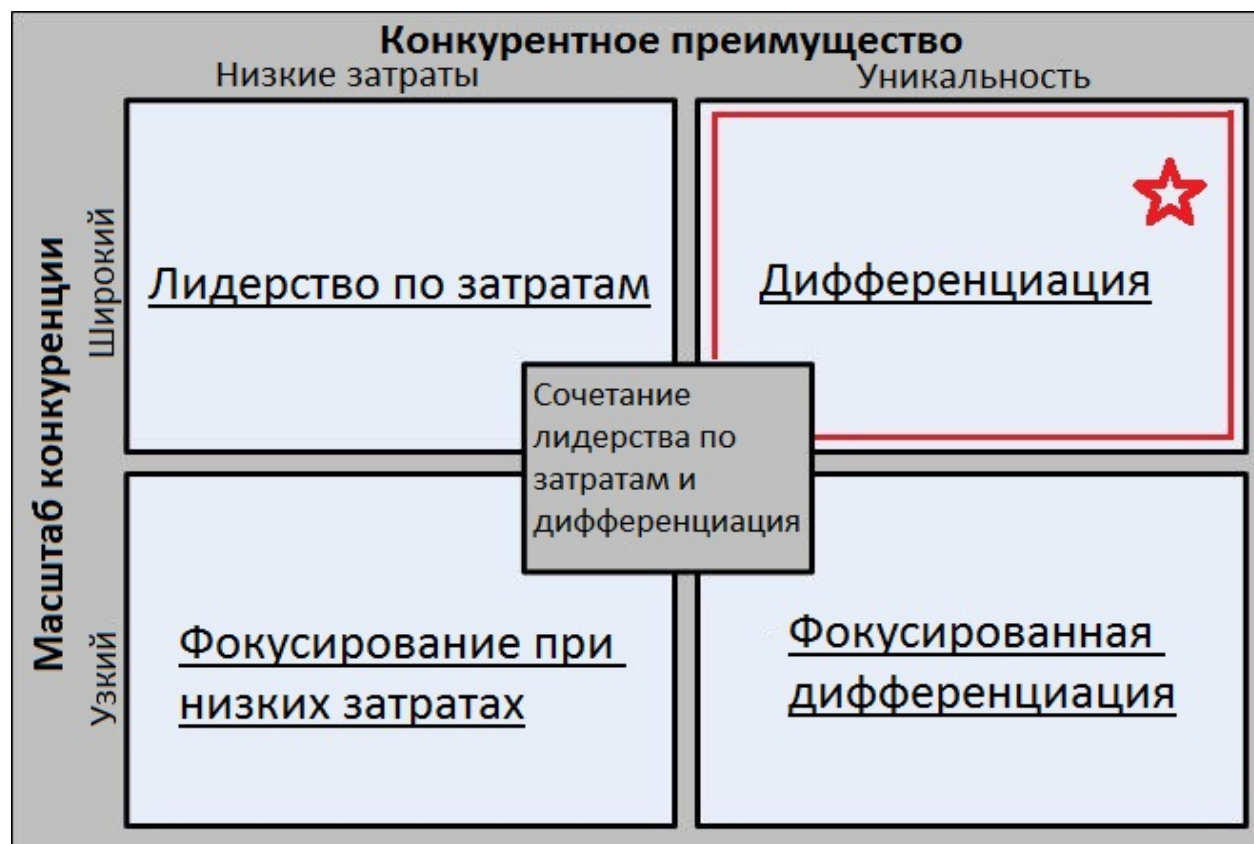 Конкурентное преимущество
Низкие затраты
Уникальность
Масштаб конкуренции
Широкий
Лидерство по затратам
Дифференциация
Сочетание
лидерства по
затратам и
дифференциация
Узкий
Фокусирование при
низких затратах
Фокусированная
дифференциация